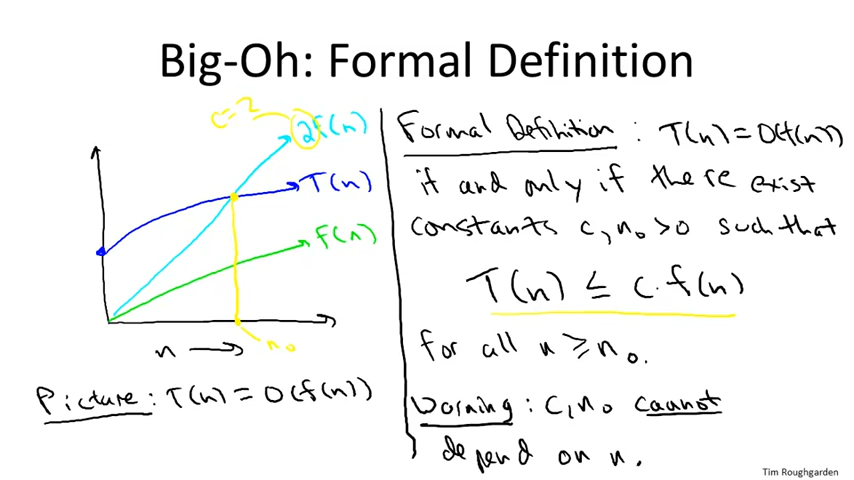 Big-Oh: Formal Definition
c=2
2f(n)
T(n)
f(n)
n →
n₀
Picture: T(n) = O(f(n))
Formal Definition: T(n) = O(f(n))
if and only if there exist
constants c, n₀ > 0 such that
T(n) ≤ c·f(n)
for all n ≥ n₀.
Warning: c, n₀ cannot
depend on n.
Tim Roughgarden